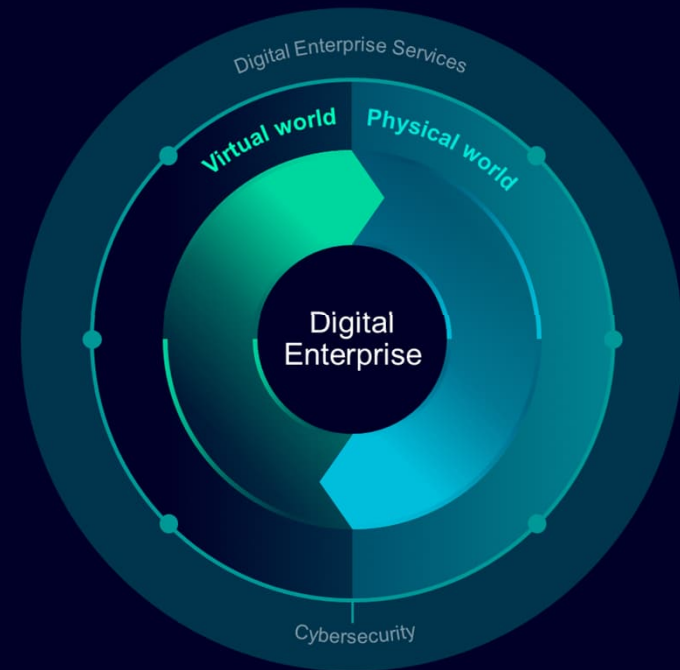 Digital Enterprise Services
Virtual world
Physical world
Digital
Enterprise
Cybersecurity